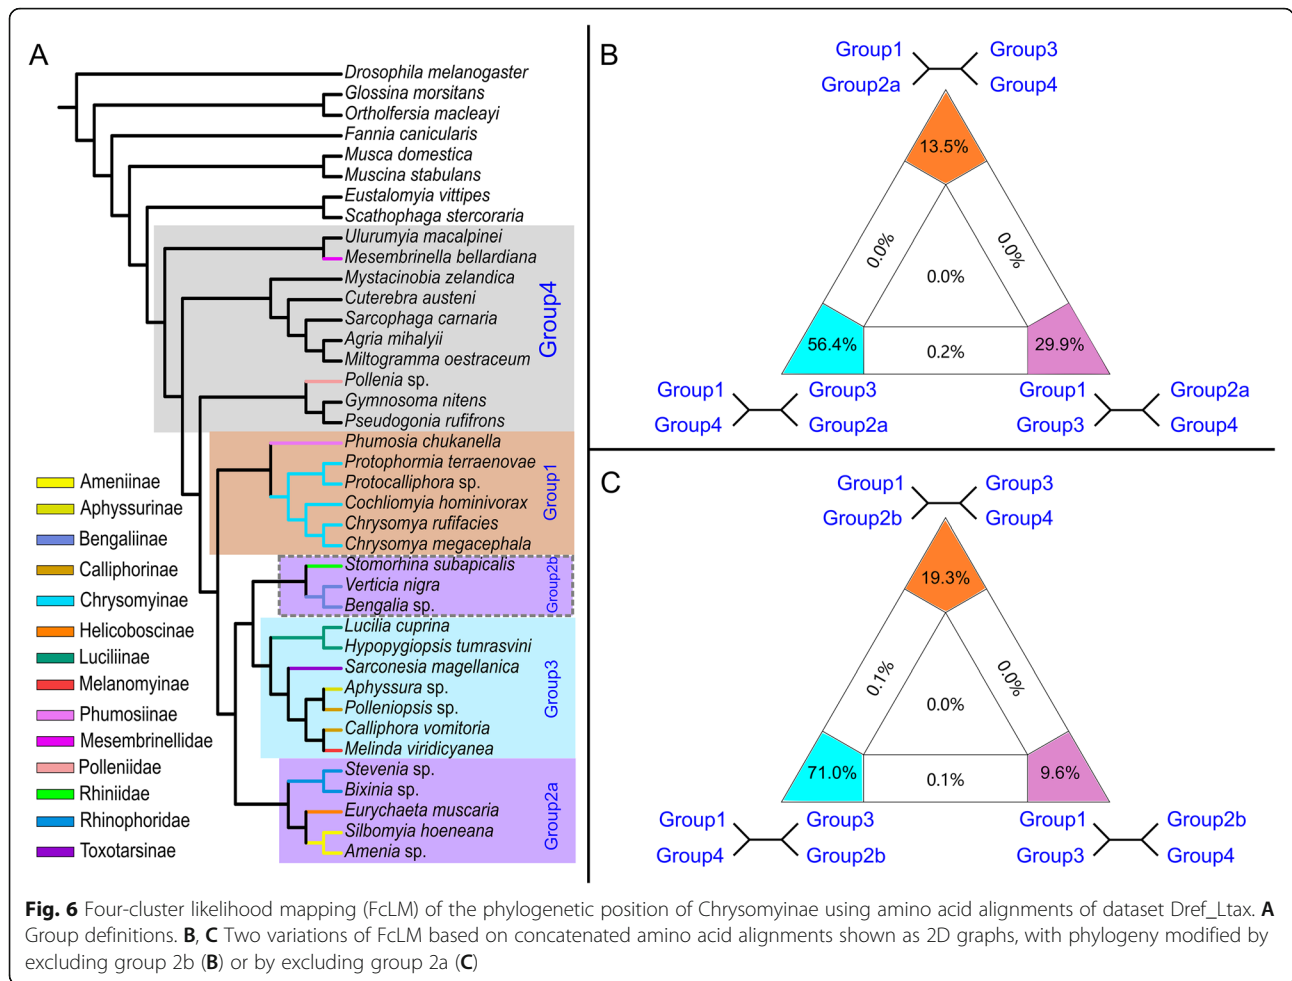 A
Drosophila melanogaster
Glossina morsitans
Ortholfersia macleayi
Fannia canicularis
Musca domestica
Muscina stabulans
Eustalomyia vittipes
Scathophaga stercoraria
Ulurumyia macalpinei
Mesembrinella bellardiana
Mystacinobia zelandica
Cuterebra austeni
Sarcophaga carnaria
Agria mihalyii
Miltogramma oestraceum
Pollenia sp.
Gymnosoma nitens
Pseudogonia rufifrons
Group4
Phumosia chukanella
Protophormia terraenovae
Protocalliphora sp.
Cochliomyia hominivorax
Chrysomya rufifacies
Chrysomya megacephala
Group1
Stomorhina subapicalis
Verticia nigra
Bengalia sp.
Group2b
Lucilia cuprina
Hypopygiopsis tumrasvini
Sarconesia magellanica
Aphyssura sp.
Polleniopsis sp.
Calliphora vomitoria
Melinda viridicyanea
Group3
Stevenia sp.
Bixinia sp.
Eurychaeta muscaria
Silbomyia hoeneana
Amenia sp.
Group2a
Ameniinae
Aphyssurinae
Bengaliinae
Calliphorinae
Chrysomyinae
Helicoboscinae
Luciliinae
Melanomyinae
Phumosiinae
Mesembrinellidae
Polleniidae
Rhiniidae
Rhinophoridae
Toxotarsinae
B
Group1 Group3
Group2a Group4
13.5%
0.0% 0.0%
0.0%
56.4% 0.2% 29.9%
Group1 Group3 Group1 Group2a
Group4 Group2a Group3 Group4
C
Group1 Group3
Group2b Group4
19.3%
0.1% 0.0%
0.0%
71.0% 0.1% 9.6%
Group1 Group3 Group1 Group2b
Group4 Group2b Group3 Group4
Fig. 6 Four-cluster likelihood mapping (FcLM) of the phylogenetic position of Chrysomyinae using amino acid alignments of dataset Dref_Ltax. A
Group definitions. B, C Two variations of FcLM based on concatenated amino acid alignments shown as 2D graphs, with phylogeny modified by
excluding group 2b (B) or by excluding group 2a (C)